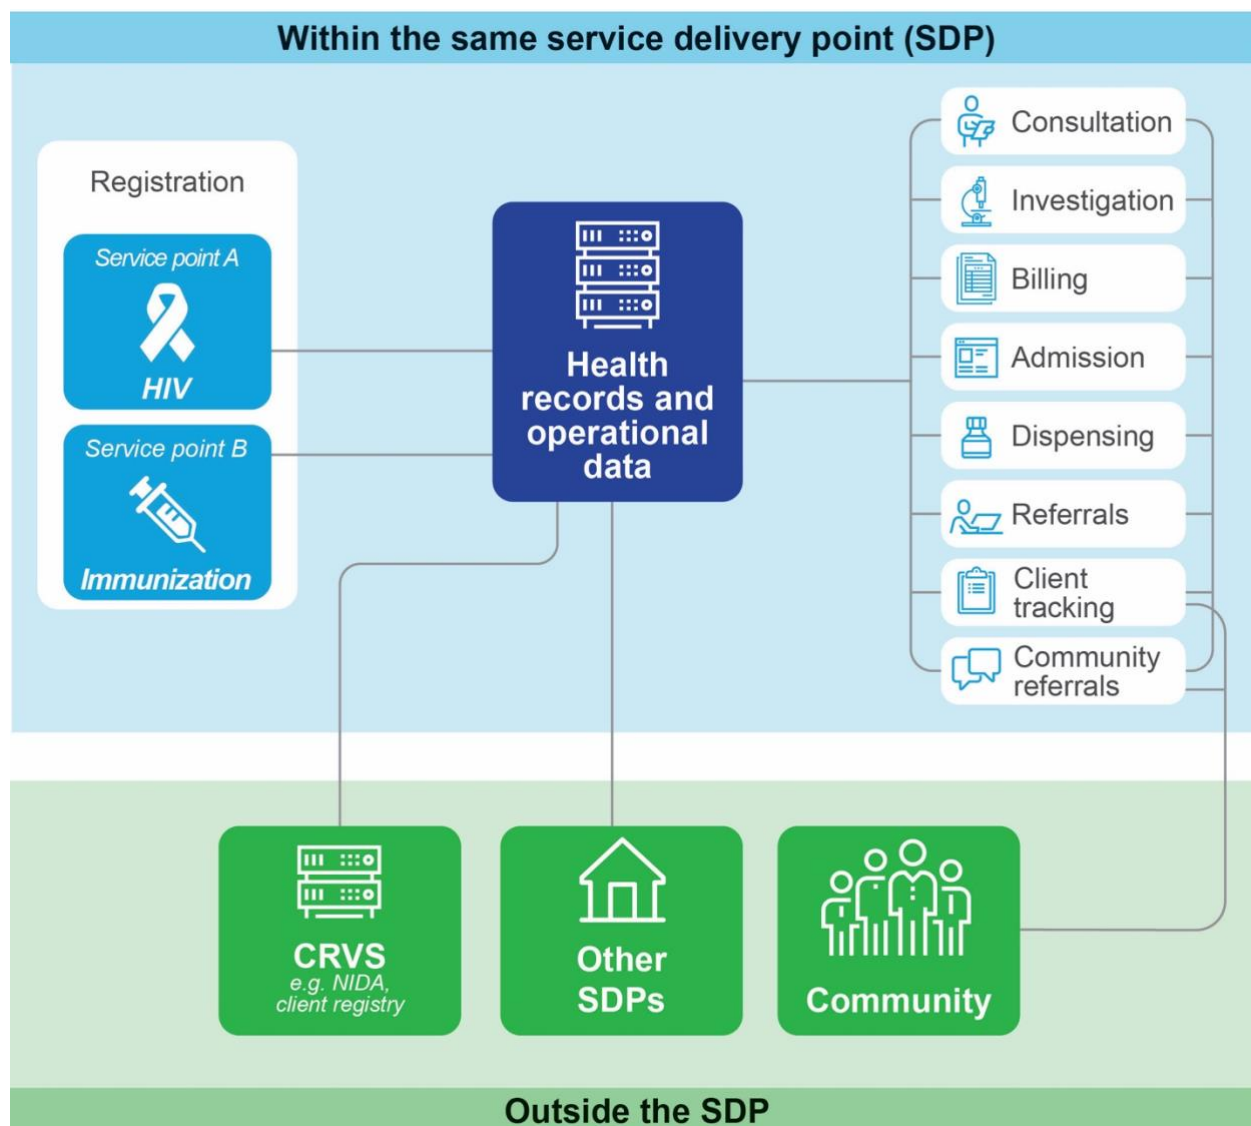 Within the same service delivery point (SDP)
Registration
Service point A
HIV
Service point B
Immunization
Health
records and
operational
data
Consultation
Investigation
Billing
Admission
Dispensing
Referrals
Client
tracking
Community
referrals
CRVS
e.g. NIDA,
client registry
Other
SDPs
Community
Outside the SDP